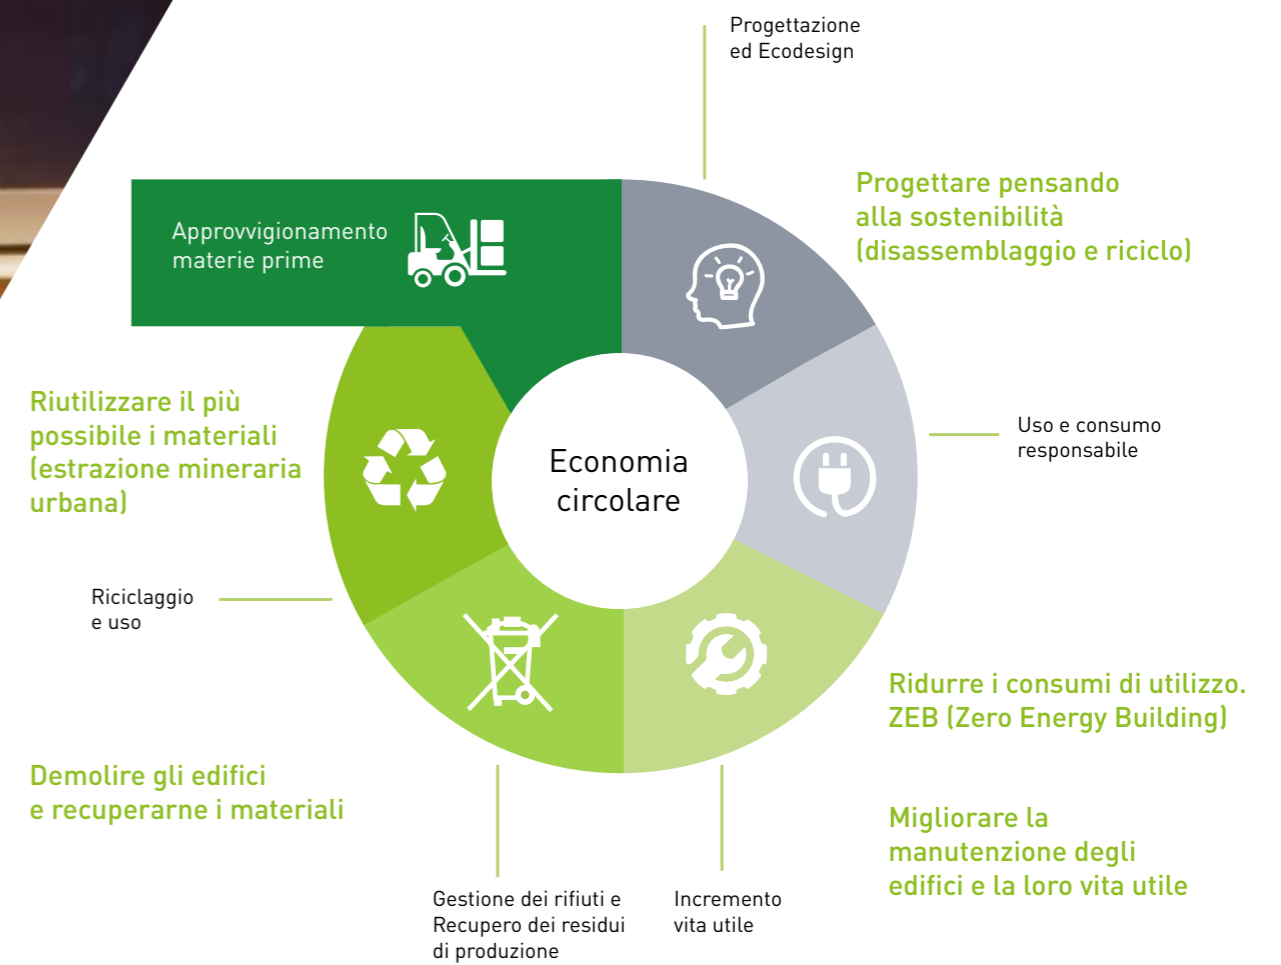 Progettazione
ed Ecodesign
Progettare pensando
alla sostenibilità
(disassemblaggio e riciclo)
Approvvigionamento
materie prime
Riutilizzare il più
possibile i materiali
(estrazione mineraria
urbana)
Uso e consumo
responsabile
Economia
circolare
Riciclaggio
e uso
Ridurre i consumi di utilizzo.
ZEB (Zero Energy Building)
Demolire gli edifici
e recuperarne i materiali
Migliorare la
manutenzione degli
edifici e la loro vita utile
Gestione dei rifiuti e
Recupero dei residui
di produzione
Incremento
vita utile